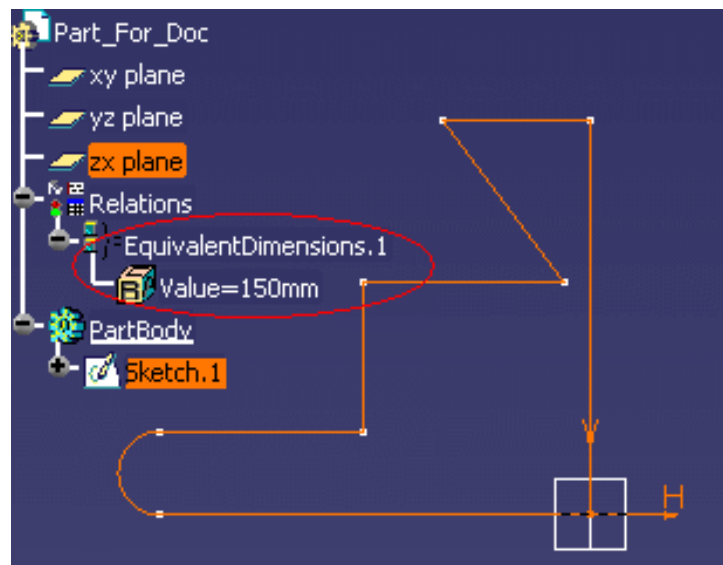 Part_For_Doc
xy plane
yz plane
zx plane
Relations
EquivalentDimensions.1
Value=150mm
PartBody
Sketch.1
V
H